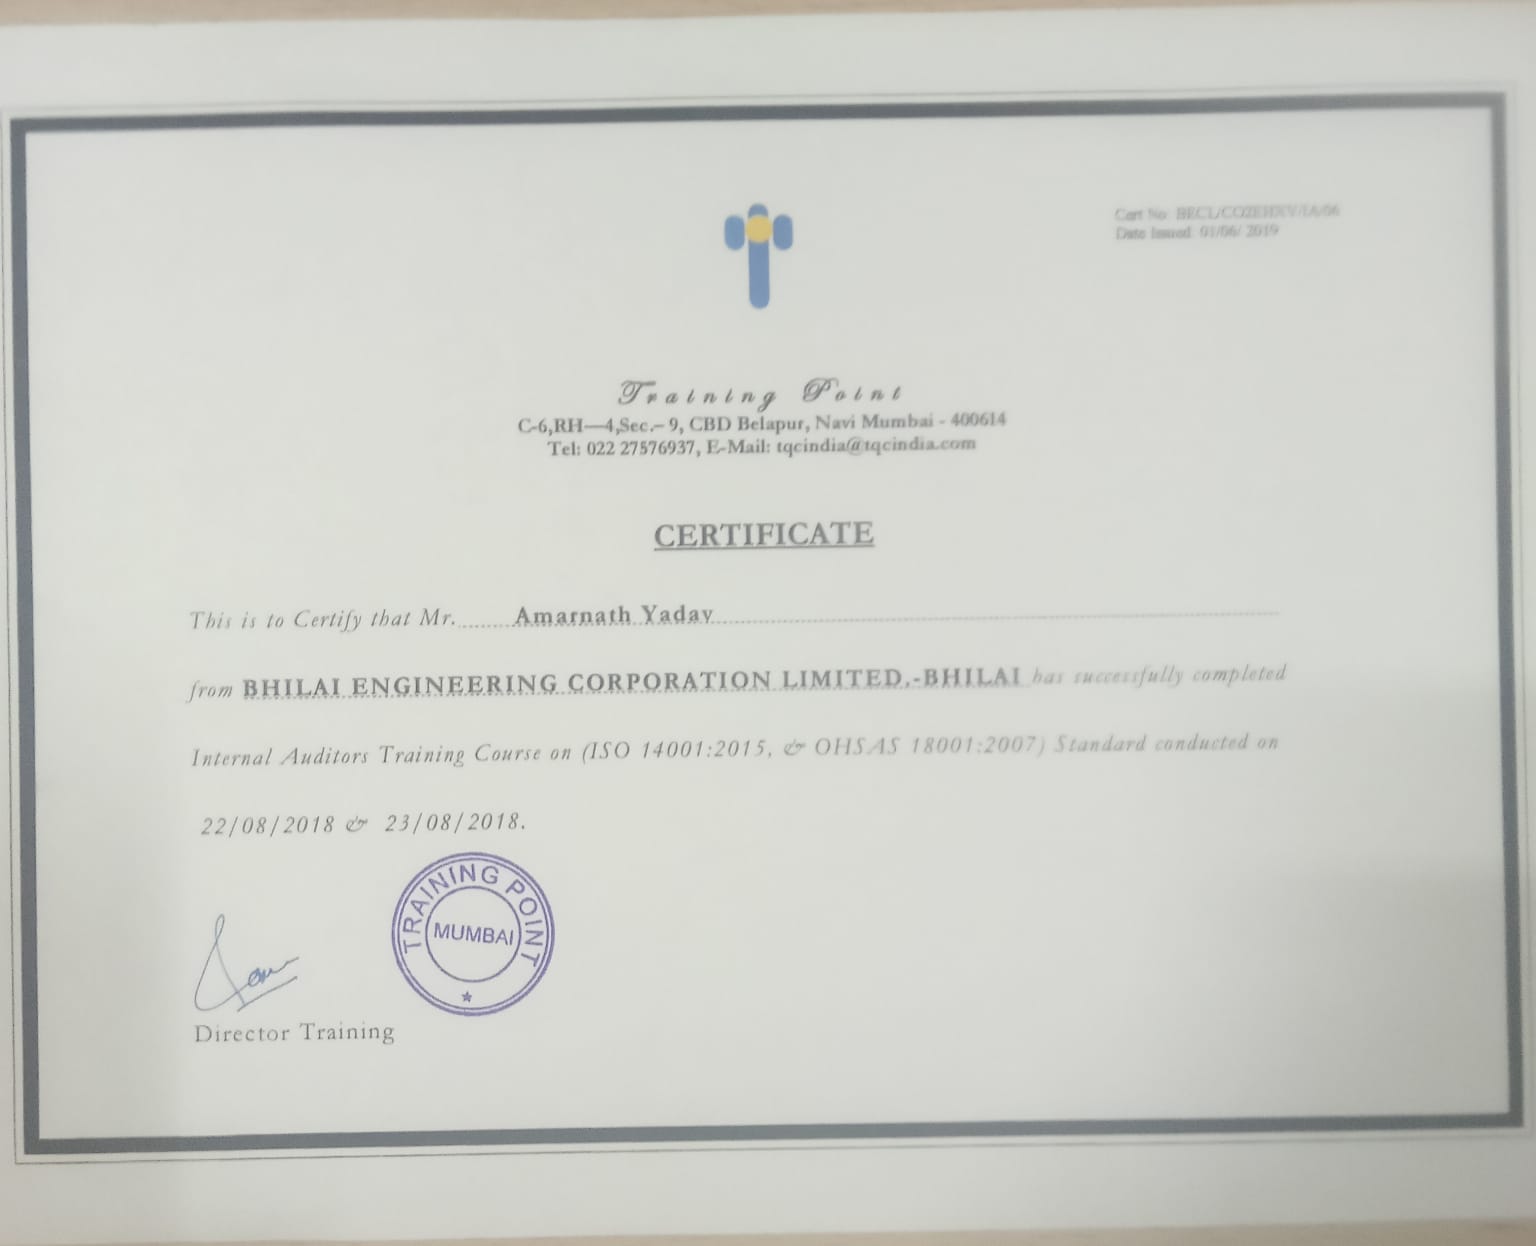 Cert No: /IA/06
Date Issued: 01/06/ 2019
Training Point
C-6,RH—4,Sec.– 9, CBD Belapur, Navi Mumbai - 400614
Tel: 022 27576937, E-Mail: tqcindia@tqcindia.com
CERTIFICATE
This is to Certify that Mr.......Amarnath Yadav
from BHILAI ENGINEERING CORPORATION LIMITED.-BHILAI has successfully completed
Internal Auditors Training Course on (ISO 14001:2015, & OHSAS 18001:2007) Standard conducted on
22/08/2018 & 23/08/2018.
TRAINING POINT
MUMBAI
Director Training